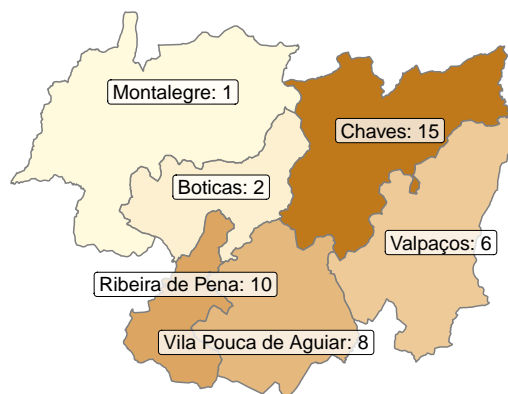 Montalegre: 1
Chaves: 15
Boticas: 2
Valpaços: 6
Ribeira de Pena: 10
Vila Pouca de Aguiar: 8